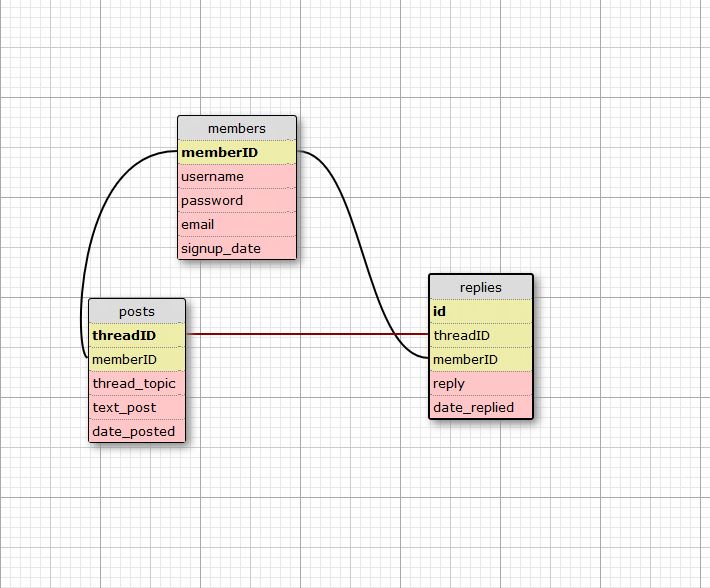 members
memberID
username
password
email
signup_date
posts
threadID
memberID
thread_topic
text_post
date_posted
replies
id
threadID
memberID
reply
date_replied